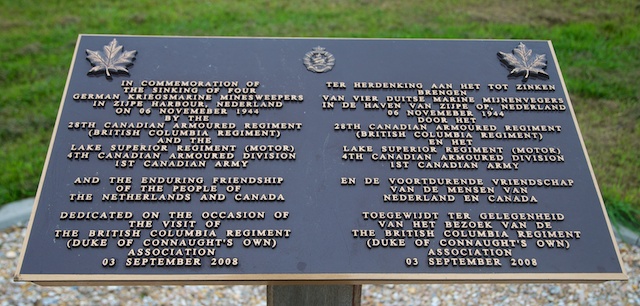 IN COMMEMORATION OF
THE SINKING OF FOUR
GERMAN KRIEGSMARINE MINESWEEPERS
IN ZIJPE HARBOUR, NEDERLAND
ON 06 NOVEMEBER 1944
BY THE
28TH CANADIAN ARMOURED REGIMENT
(BRITISH COLUMBIA REGIMENT)
AND THE
LAKE SUPERIOR REGIMENT (MOTOR)
4TH CANADIAN ARMOURED DIVISION
1ST CANADIAN ARMY
AND THE ENDURING FRIENDSHIP
OF THE PEOPLE OF
THE NETHERLANDS AND CANADA
DEDICATED ON THE OCCASION OF
THE VISIT OF
THE BRITISH COLUMBIA REGIMENT
(DUKE OF CONNAUGHT'S OWN)
ASSOCIATION
03 SEPTEMBER 2008
TER HERDENKING AAN HET TOT ZINKEN
BRENGEN
VAN VIER DUITSE MARINE MIJNENVEGERS
IN DE HAVEN VAN ZIJPE OP, NEDERLAND
06 NOVEMEBER 1944
DOOR HET
28TH CANADIAN ARMOURED REGIMENT
(BRITISH COLUMBIA REGIMENT)
EN HET
LAKE SUPERIOR REGIMENT (MOTOR)
4TH CANADIAN ARMOURED DIVISION
1ST CANADIAN ARMY
EN DE VOORTDURENDE VRIENDSCHAP
VAN DE MENSEN VAN
NEDERLAND EN CANADA
TOEGEWIJDT TER GELEGENHEID
VAN HET BEZOEK VAN DE
THE BRITISH COLUMBIA REGIMENT
(DUKE OF CONNAUGHT'S OWN)
ASSOCIATION
03 SEPTEMBER 2008